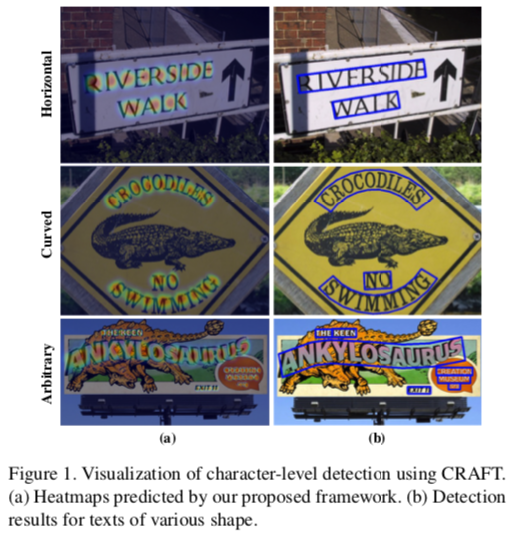 Horizontal
RIVERSIDE
WALK
RIVERSIDE
WALK
Curved
CROCODILES
NO
SWIMMING
CROCODILES
NO
SWIMMING
Arbitrary
THE KEEN
ANKYLOSAURUS
CREATION
MUSEUM
EXIT 11
THE KEEN
ANKYLOSAURUS
CREATION
MUSEUM
EXIT 11
(a)
(b)
Figure 1. Visualization of character-level detection using CRAFT.
(a) Heatmaps predicted by our proposed framework. (b) Detection
results for texts of various shape.